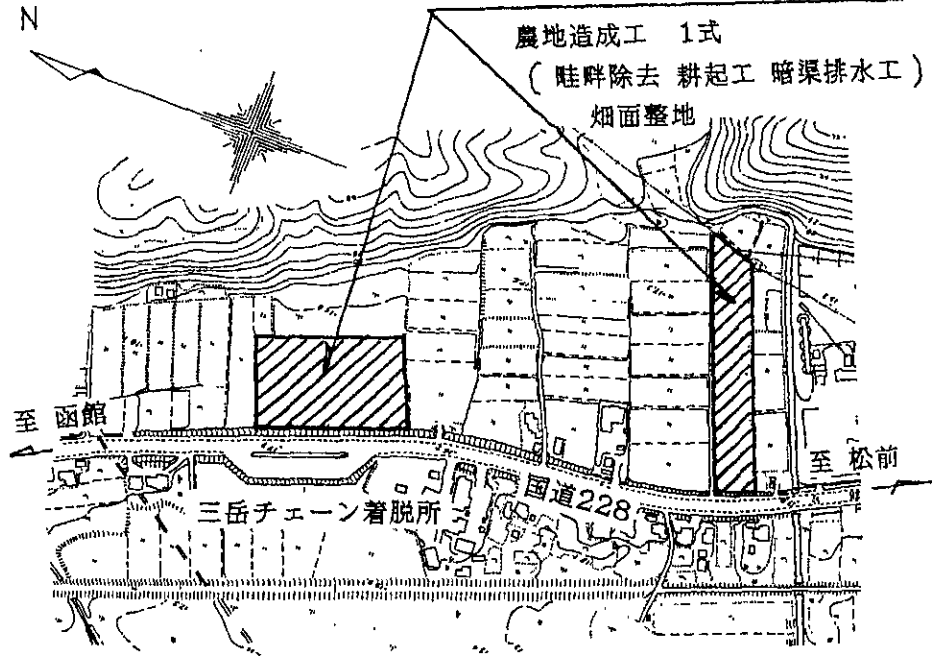 N
農地造成工 1式
(畦畔除去 耕起工 暗渠排水工)
畑面整地
至 函館
至 松前
国道228
三岳チェーン着脱所